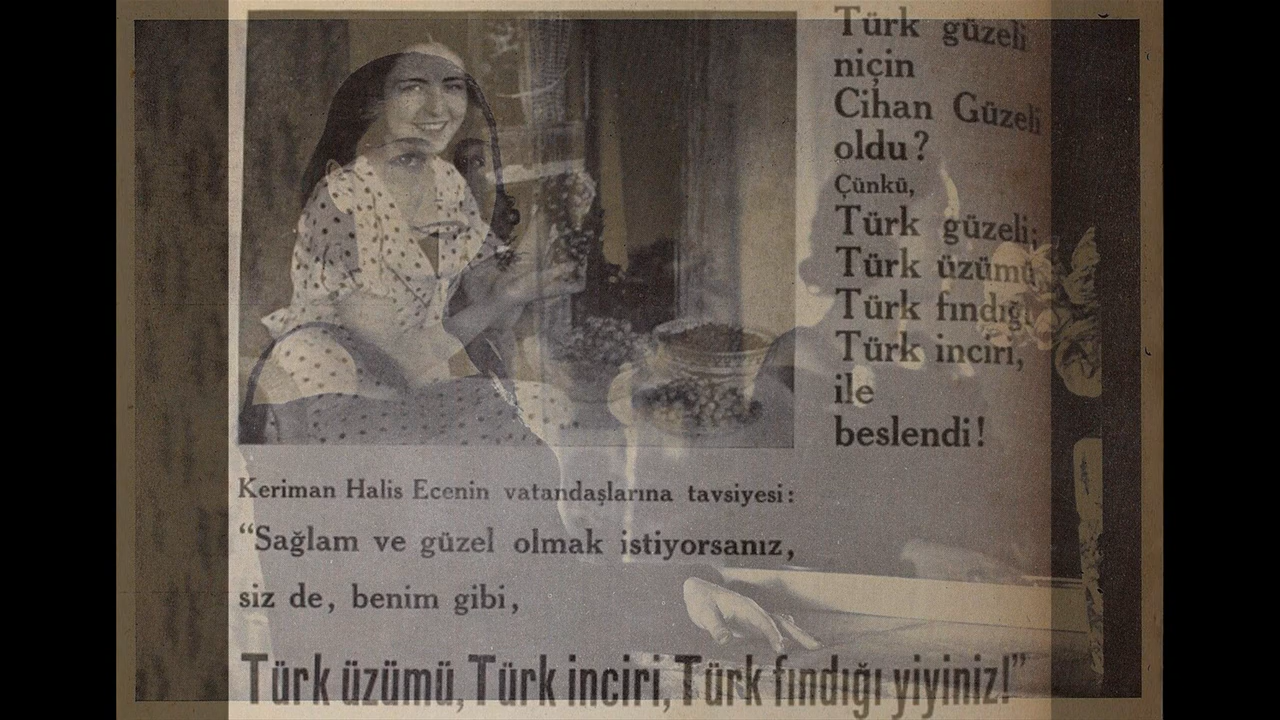 Türk güzeli
niçin
Cihan Güzeli
oldu?
Çünkü,
Türk güzeli;
Türk üzümü,
Türk fındığı,
Türk inciri,
ile
beslendi!
Keriman Halis Ecenin vatandaşlarına tavsiyesi:
“Sağlam ve güzel olmak istiyorsanız,
siz de, benim gibi,
Türk üzümü, Türk inciri, Türk fındığı yiyiniz!”